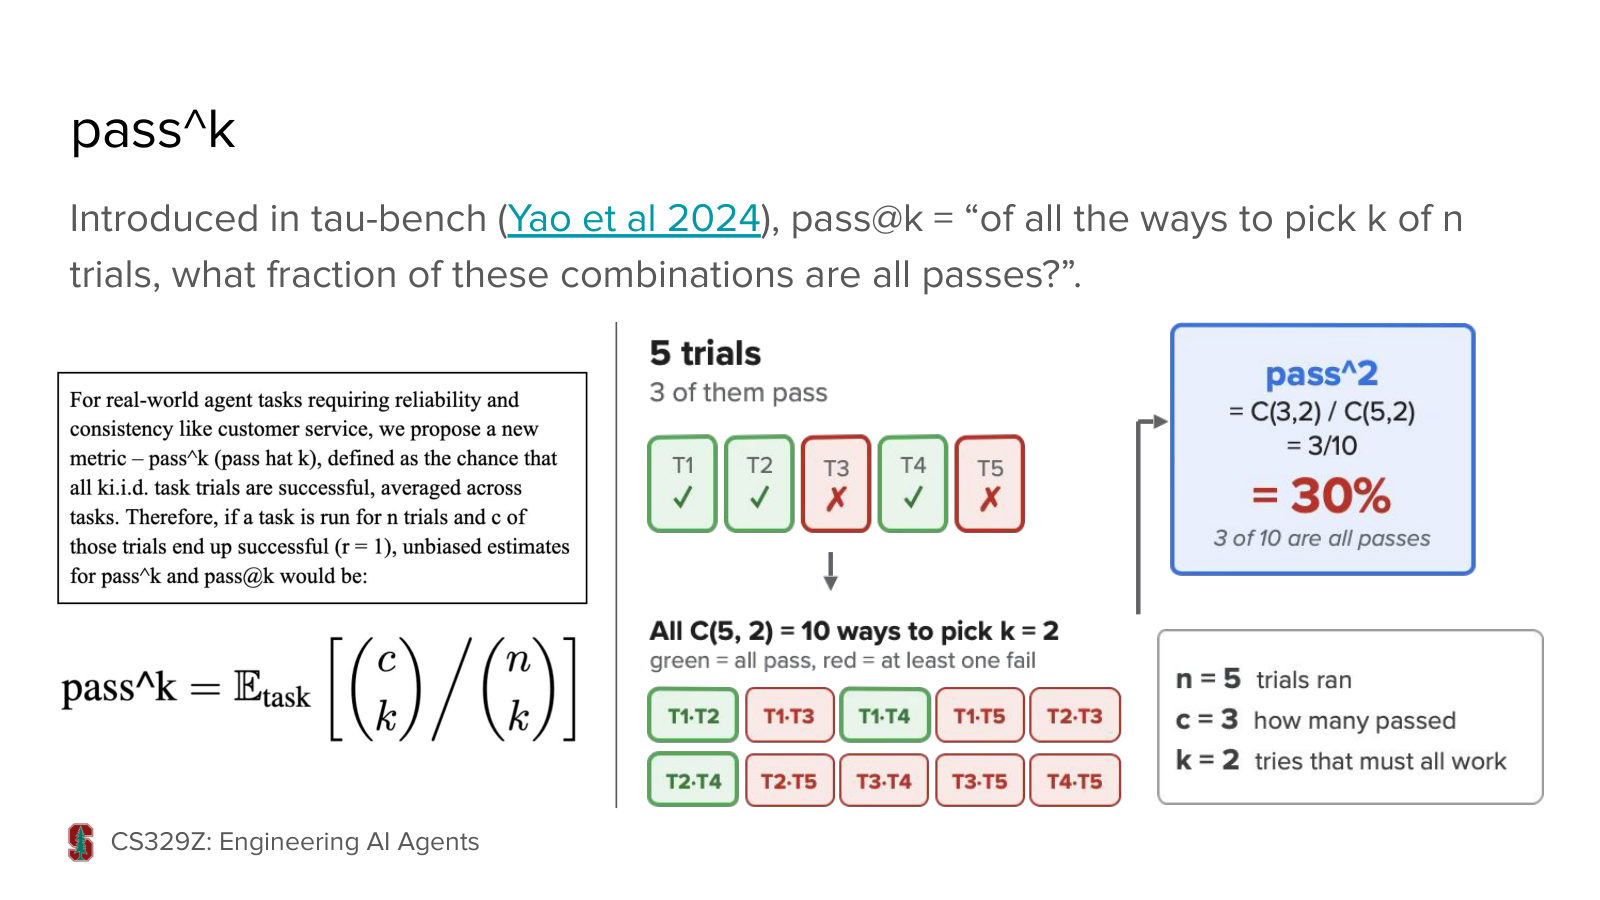 pass^k
Introduced in tau-bench (Yao et al 2024), pass@k = “of all the ways to pick k of n
trials, what fraction of these combinations are all passes?”.
For real-world agent tasks requiring reliability and
consistency like customer service, we propose a new
metric – pass^k (pass hat k), defined as the chance that
all ki.i.d. task trials are successful, averaged across
tasks. Therefore, if a task is run for n trials and c of
those trials end up successful (r = 1), unbiased estimates
for pass^k and pass@k would be:
pass^k = 𝔼task [(c k) / (n k)]
5 trials
3 of them pass
T1 T2 T3 T4 T5
✓ ✓ ✗ ✓ ✗
All C(5, 2) = 10 ways to pick k = 2
green = all pass, red = at least one fail
T1·T2 T1·T3 T1·T4 T1·T5 T2·T3
T2·T4 T2·T5 T3·T4 T3·T5 T4·T5
pass^2
= C(3,2) / C(5,2)
= 3/10
= 30%
3 of 10 are all passes
n = 5 trials ran
c = 3 how many passed
k = 2 tries that must all work
CS329Z: Engineering AI Agents